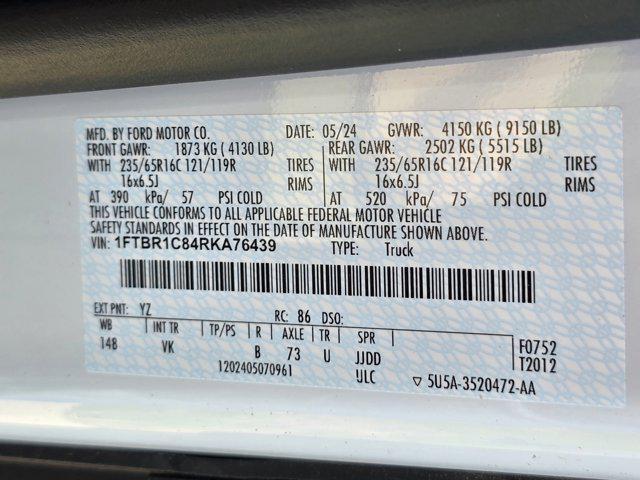 MFD. BY FORD MOTOR CO. DATE: 05/24 GVWR: 4150 KG ( 9150 LB)
FRONT GAWR: 1873 KG ( 4130 LB) REAR GAWR: 2502 KG ( 5515 LB)
WITH 235/65R16C 121/119R TIRES WITH 235/65R16C 121/119R TIRES
16x6.5J RIMS 16x6.5J RIMS
AT 390 kPa/ 57 PSI COLD AT 520 kPa/ 75 PSI COLD
THIS VEHICLE CONFORMS TO ALL APPLICABLE FEDERAL MOTOR VEHICLE
SAFETY STANDARDS IN EFFECT ON THE DATE OF MANUFACTURE SHOWN ABOVE.
VIN: 1FTBR1C84RKA76439 TYPE: Truck
EXT PNT: YZ RC: 86 DSO:
WB INT TR TP/PS R AXLE TR SPR F0752
148 VK B 73 U JJDD T2012
1202405070961 ULC ▽ 5U5A-3520472-AA